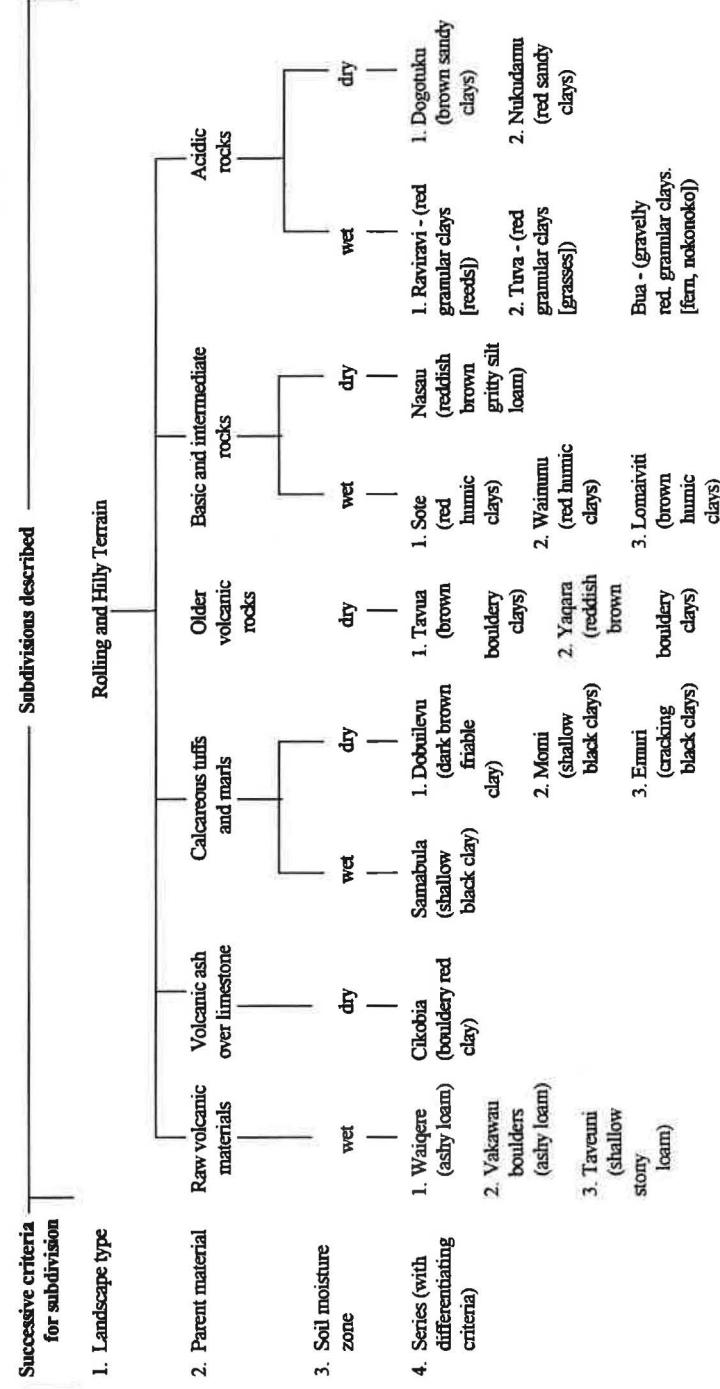 Successive criteria
for subdivision
Subdivisions described
1. Landscape type
Rolling and Hilly Terrain
2. Parent material
Raw volcanic
materials
Volcanic ash
over limestone
Calcareous tuffs
and marls
Older
volcanic
rocks
Basic and intermediate
rocks
Acidic
rocks
3. Soil moisture
zone
wet
dry
wet
dry
dry
wet
dry
wet
dry
4. Series (with
differentiating
criteria)
1. Waiqere
(ashy loam)
2. Vakawau
boulders
(ashy loam)
3. Taveuni
(shallow
stony
loam)
Cikobia
(bouldery red
clay)
Samabula
(shallow
black clay)
1. Dobuilevu
(dark brown
friable
clay)
2. Momi
(shallow
black clays)
3. Emuri
(cracking
black clays)
1. Tavua
(brown
bouldery
clays)
2. Yaqara
(reddish
brown
bouldery
clays)
1. Sote
(red
humic
clays)
2. Wainunu
(red humic
clays)
3. Lomaiviti
(brown
humic
clays)
Nasau
(reddish
brown
gritty silt
loam)
1. Raviravi - (red
granular clays
[reeds])
2. Tuva - (red
granular clays
[grasses])
Bua - (gravelly
red. granular clays.
[fern, nokonoko])
1. Dogotuku
(brown sandy
clays)
2. Nukudamu
(red sandy
clays)